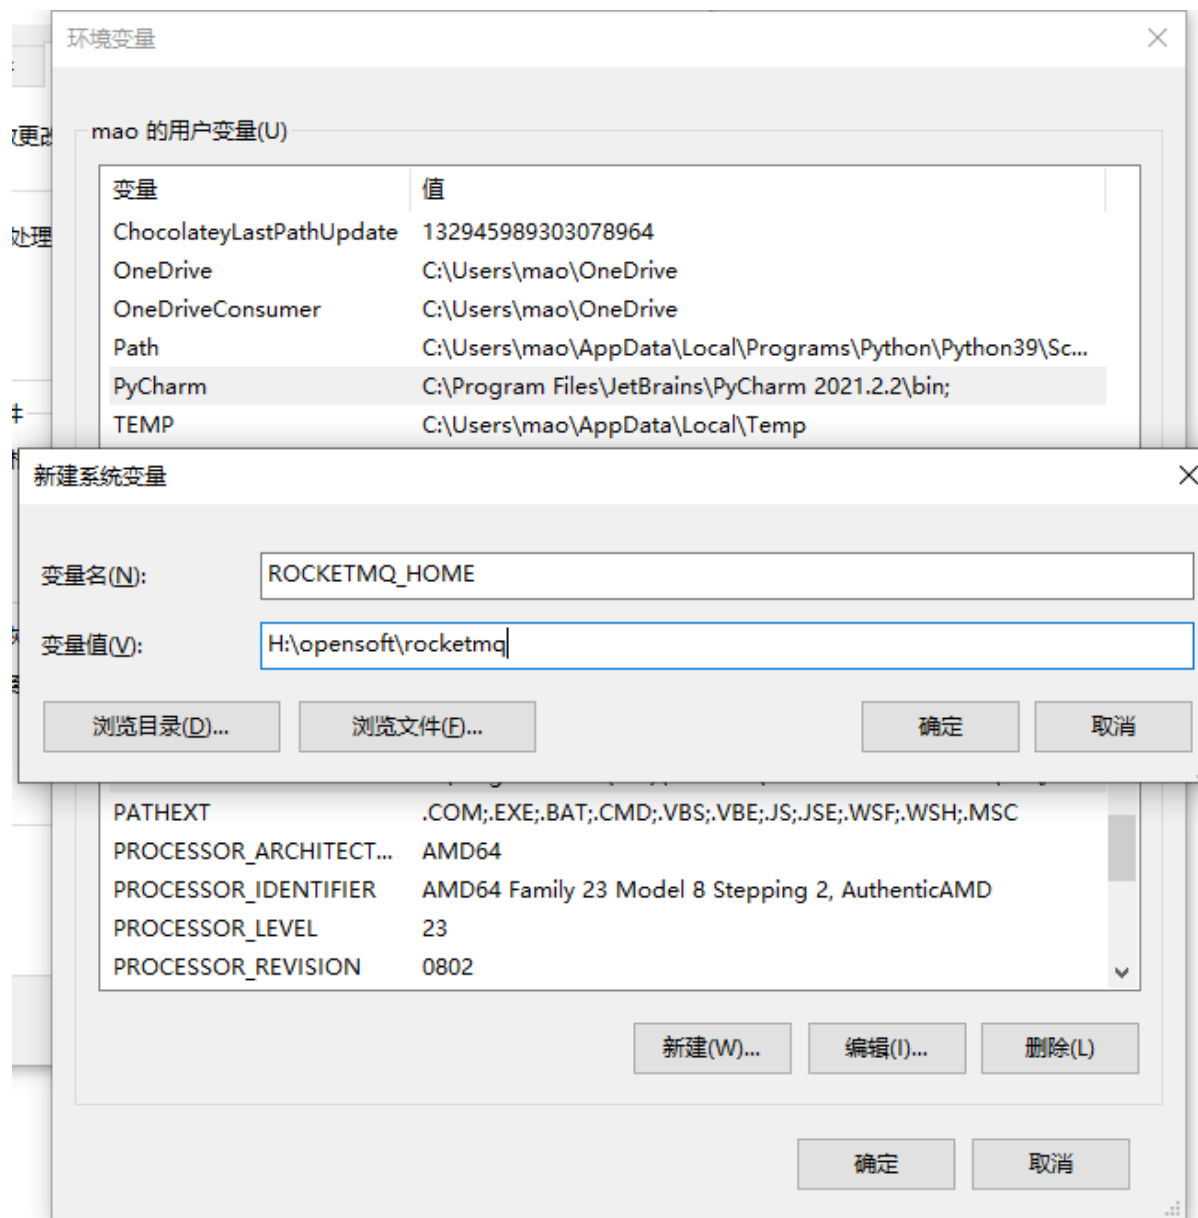 环境变量
mao 的用户变量(U)
变量 值
ChocolateyLastPathUpdate 132945989303078964
OneDrive C:\Users\mao\OneDrive
OneDriveConsumer C:\Users\mao\OneDrive
Path C:\Users\mao\AppData\Local\Programs\Python\Python39\Sc...
PyCharm C:\Program Files\JetBrains\PyCharm 2021.2.2\bin;
TEMP C:\Users\mao\AppData\Local\Temp
新建系统变量
变量名(N): ROCKETMQ_HOME
变量值(V): H:\opensoft\rocketmq
浏览目录(D)... 浏览文件(F)... 确定 取消
PATHEXT .COM;.EXE;.BAT;.CMD;.VBS;.VBE;.JS;.JSE;.WSF;.WSH;.MSC
PROCESSOR_ARCHITECT... AMD64
PROCESSOR_IDENTIFIER AMD64 Family 23 Model 8 Stepping 2, AuthenticAMD
PROCESSOR_LEVEL 23
PROCESSOR_REVISION 0802
新建(W)... 编辑(I)... 删除(L)
确定 取消
更改
处理
件